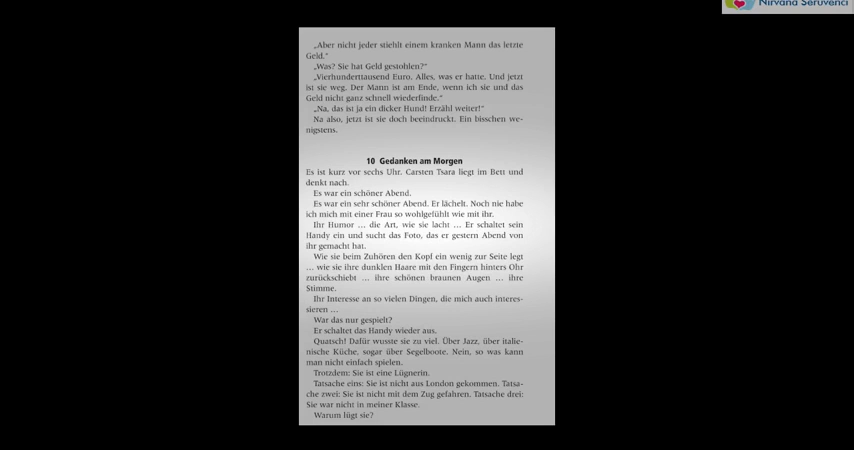 Nirvana Serüvenci
„Aber nicht jeder stiehlt einem kranken Mann das letzte
Geld.“
„Was? Sie hat Geld gestohlen?“
„Vierhunderttausend Euro. Alles, was er hatte. Und jetzt
ist sie weg. Der Mann ist am Ende, wenn ich sie und das
Geld nicht ganz schnell wiederfinde.“
„Na, das ist ja ein dicker Hund! Erzähl weiter!“
Na also, jetzt ist sie doch beeindruckt. Ein bisschen we-
nigstens.
10 Gedanken am Morgen
Es ist kurz vor sechs Uhr. Carsten Tsara liegt im Bett und
denkt nach.
Es war ein schöner Abend.
Es war ein sehr schöner Abend. Er lächelt. Noch nie habe
ich mich mit einer Frau so wohlgefühlt wie mit ihr.
Ihr Humor ... die Art, wie sie lacht ... Er schaltet sein
Handy ein und sucht das Foto, das er gestern Abend von
ihr gemacht hat.
Wie sie beim Zuhören den Kopf ein wenig zur Seite legt
... wie sie ihre dunklen Haare mit den Fingern hinters Ohr
zurückschiebt ... ihre schönen braunen Augen ... ihre
Stimme.
Ihr Interesse an so vielen Dingen, die mich auch interes-
sieren ...
War das nur gespielt?
Er schaltet das Handy wieder aus.
Quatsch! Dafür wusste sie zu viel. Über Jazz, über italie-
nische Küche, sogar über Segelboote. Nein, so was kann
man nicht einfach spielen.
Trotzdem: Sie ist eine Lügnerin.
Tatsache eins: Sie ist nicht aus London gekommen. Tatsa-
che zwei: Sie ist nicht mit dem Zug gefahren. Tatsache drei:
Sie war nicht in meiner Klasse.
Warum lügt sie?